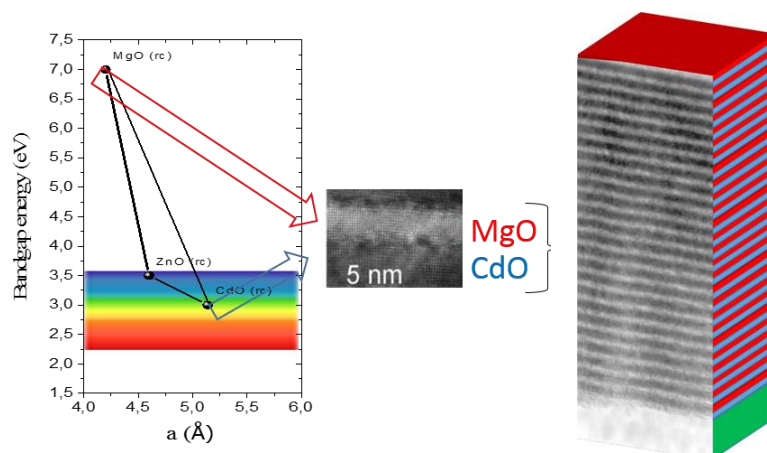 7,5
7,0
6,5
6,0
5,5
5,0
4,5
4,0
3,5
3,0
2,5
2,0
1,5
Bandgap energy (eV)
MgO (rc)
ZnO (rc)
CdO (rc)
4,0 4,5 5,0 5,5 6,0
a (Å)
5 nm
MgO
CdO